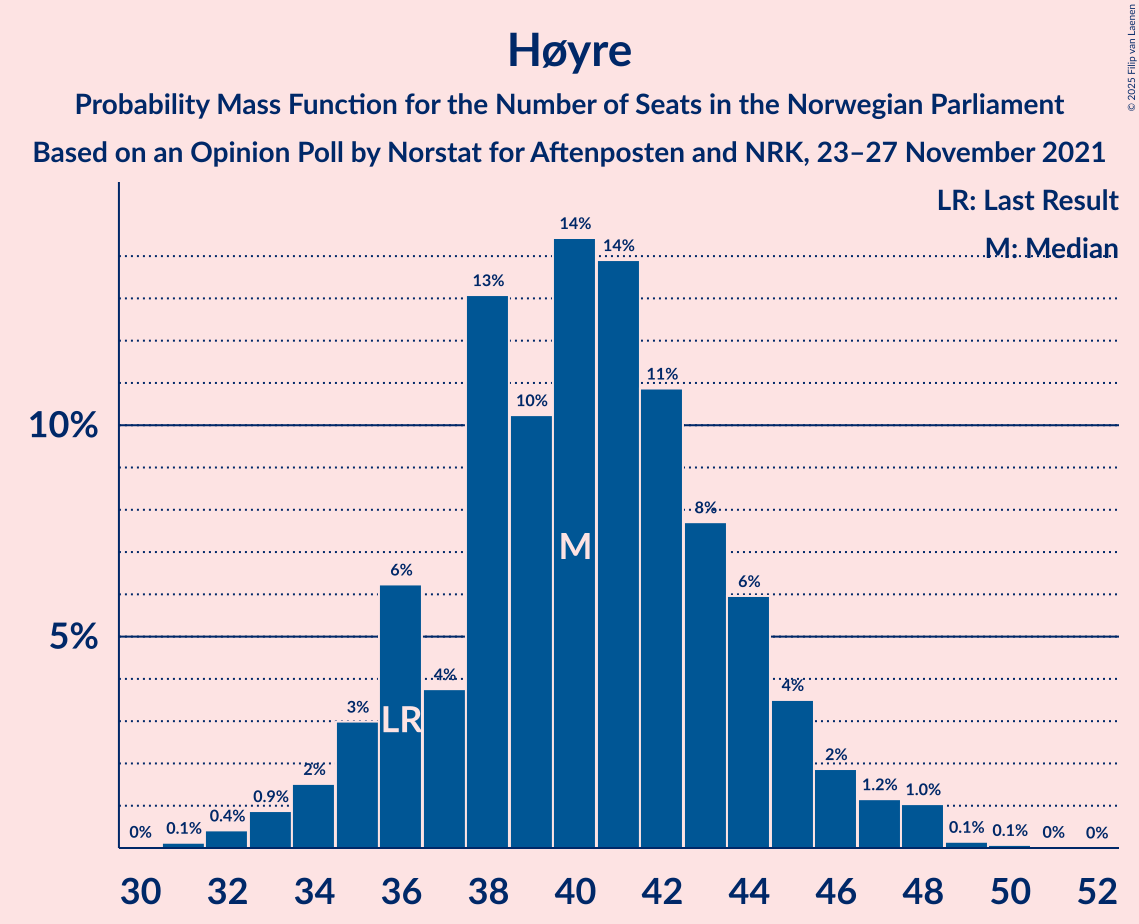 Høyre
Probability Mass Function for the Number of Seats in the Norwegian Parliament
Based on an Opinion Poll by Norstat for Aftenposten and NRK, 23–27 November 2021
© 2025 Filip van Laenen
LR: Last Result
M: Median
10%
5%
0%
0.1%
0.4%
0.9%
2%
3%
6%
4%
13%
10%
14%
14%
11%
8%
6%
4%
2%
1.2%
1.0%
0.1%
0.1%
0%
0%
LR
M
30 32 34 36 38 40 42 44 46 48 50 52